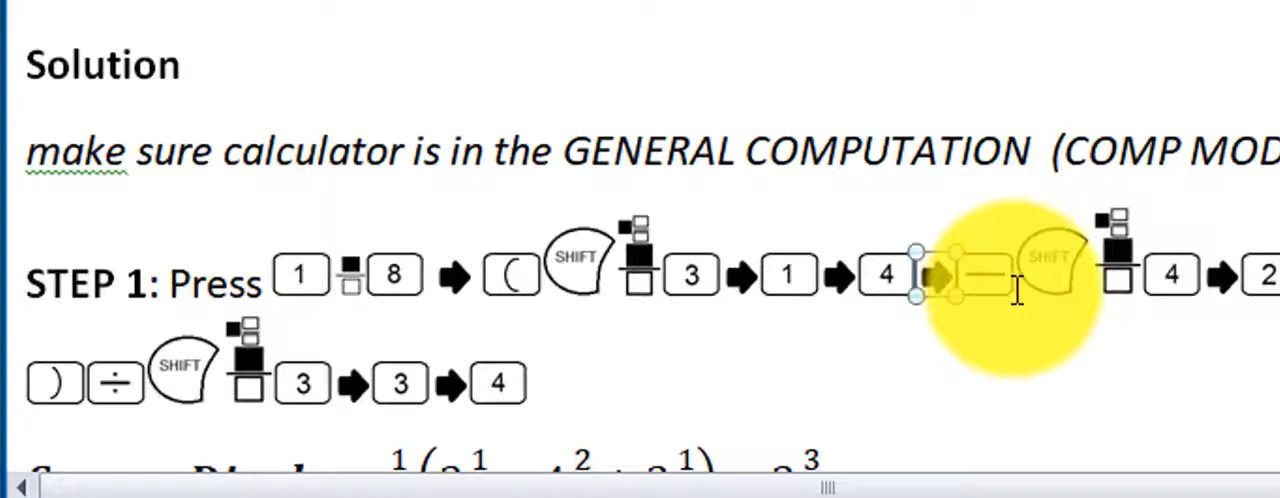 Solution
make sure calculator is in the GENERAL COMPUTATION (COMP MOD
STEP 1: Press 1 8 ( SHIFT 3 1 4 — SHIFT 4 2
) ÷ SHIFT 3 3 4